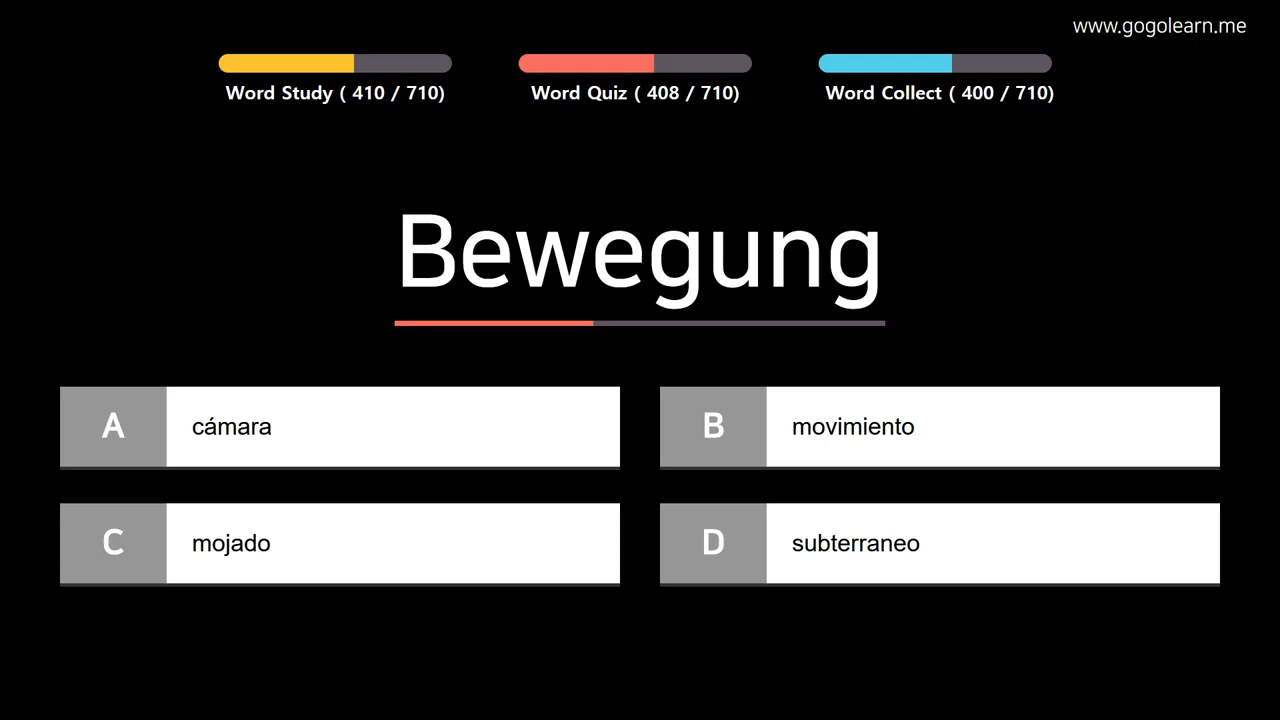 www.gogolearn.me
Word Study ( 410 / 710)
Word Quiz ( 408 / 710)
Word Collect ( 400 / 710)
Bewegung
A cámara
B movimiento
C mojado
D subterraneo